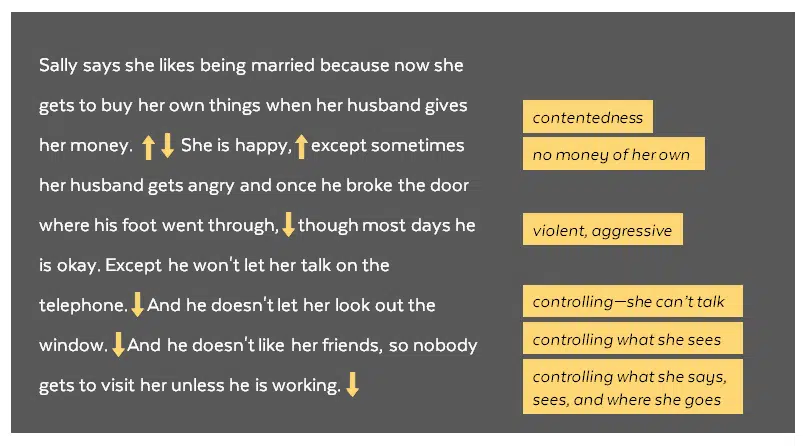 Sally says she likes being married because now she
gets to buy her own things when her husband gives
her money. ↑ ↓ She is happy, ↑ except sometimes
her husband gets angry and once he broke the door
where his foot went through, ↓ though most days he
is okay. Except he won't let her talk on the
telephone. ↓ And he doesn't let her look out the
window. ↓ And he doesn't like her friends, so nobody
gets to visit her unless he is working. ↓
contentedness
no money of her own
violent, aggressive
controlling—she can't talk
controlling what she sees
controlling what she says,
sees, and where she goes